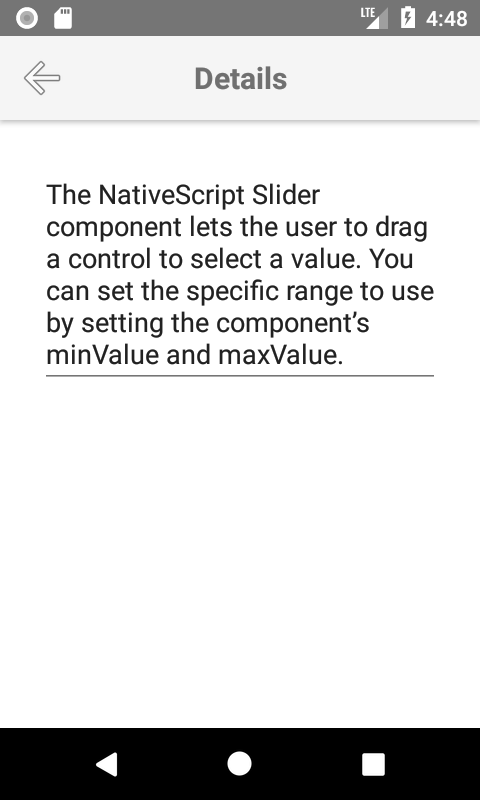 LTE 4:48
Details
The NativeScript Slider
component lets the user to drag
a control to select a value. You
can set the specific range to use
by setting the component’s
minValue and maxValue.